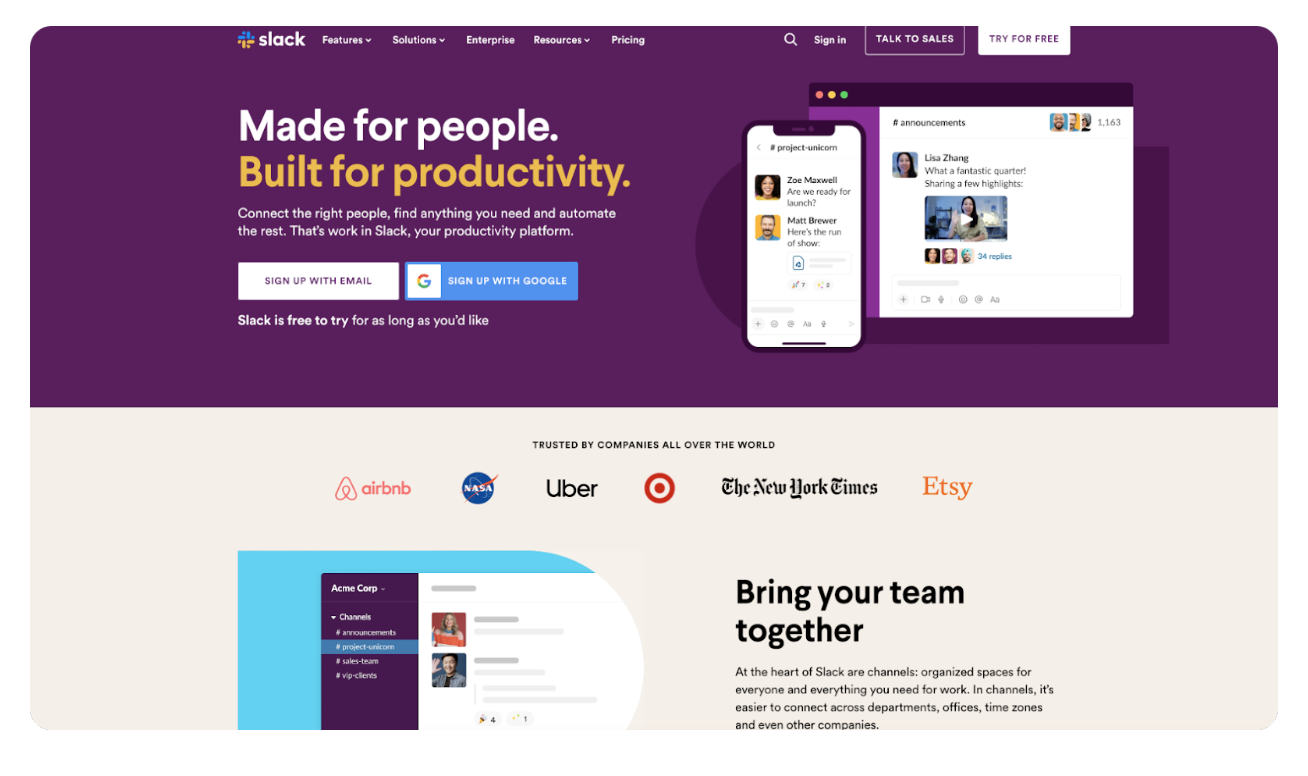 slack Features Solutions Enterprise Resources Pricing Sign in TALK TO SALES TRY FOR FREE
Made for people.
Built for productivity.
Connect the right people, find anything you need and automate
the rest. That's work in Slack, your productivity platform.
SIGN UP WITH EMAIL
G SIGN UP WITH GOOGLE
Slack is free to try for as long as you'd like
# project-unicorn
Zoe Maxwell
Are we ready for
launch?
Matt Brewer
Here's the run
of show:
7 2
Aa
# announcements 1,163
Lisa Zhang
What a fantastic quarter!
Sharing a few highlights:
34 replies
@ Aa
TRUSTED BY COMPANIES ALL OVER THE WORLD
airbnb NASA Uber The New York Times Etsy
Acme Corp
Channels
# announcements
# project-unicorn
# sales-team
# vip-clients
4 1
Bring your team
together
At the heart of Slack are channels: organized spaces for
everyone and everything you need for work. In channels, it's
easier to connect across departments, offices, time zones
and even other companies.